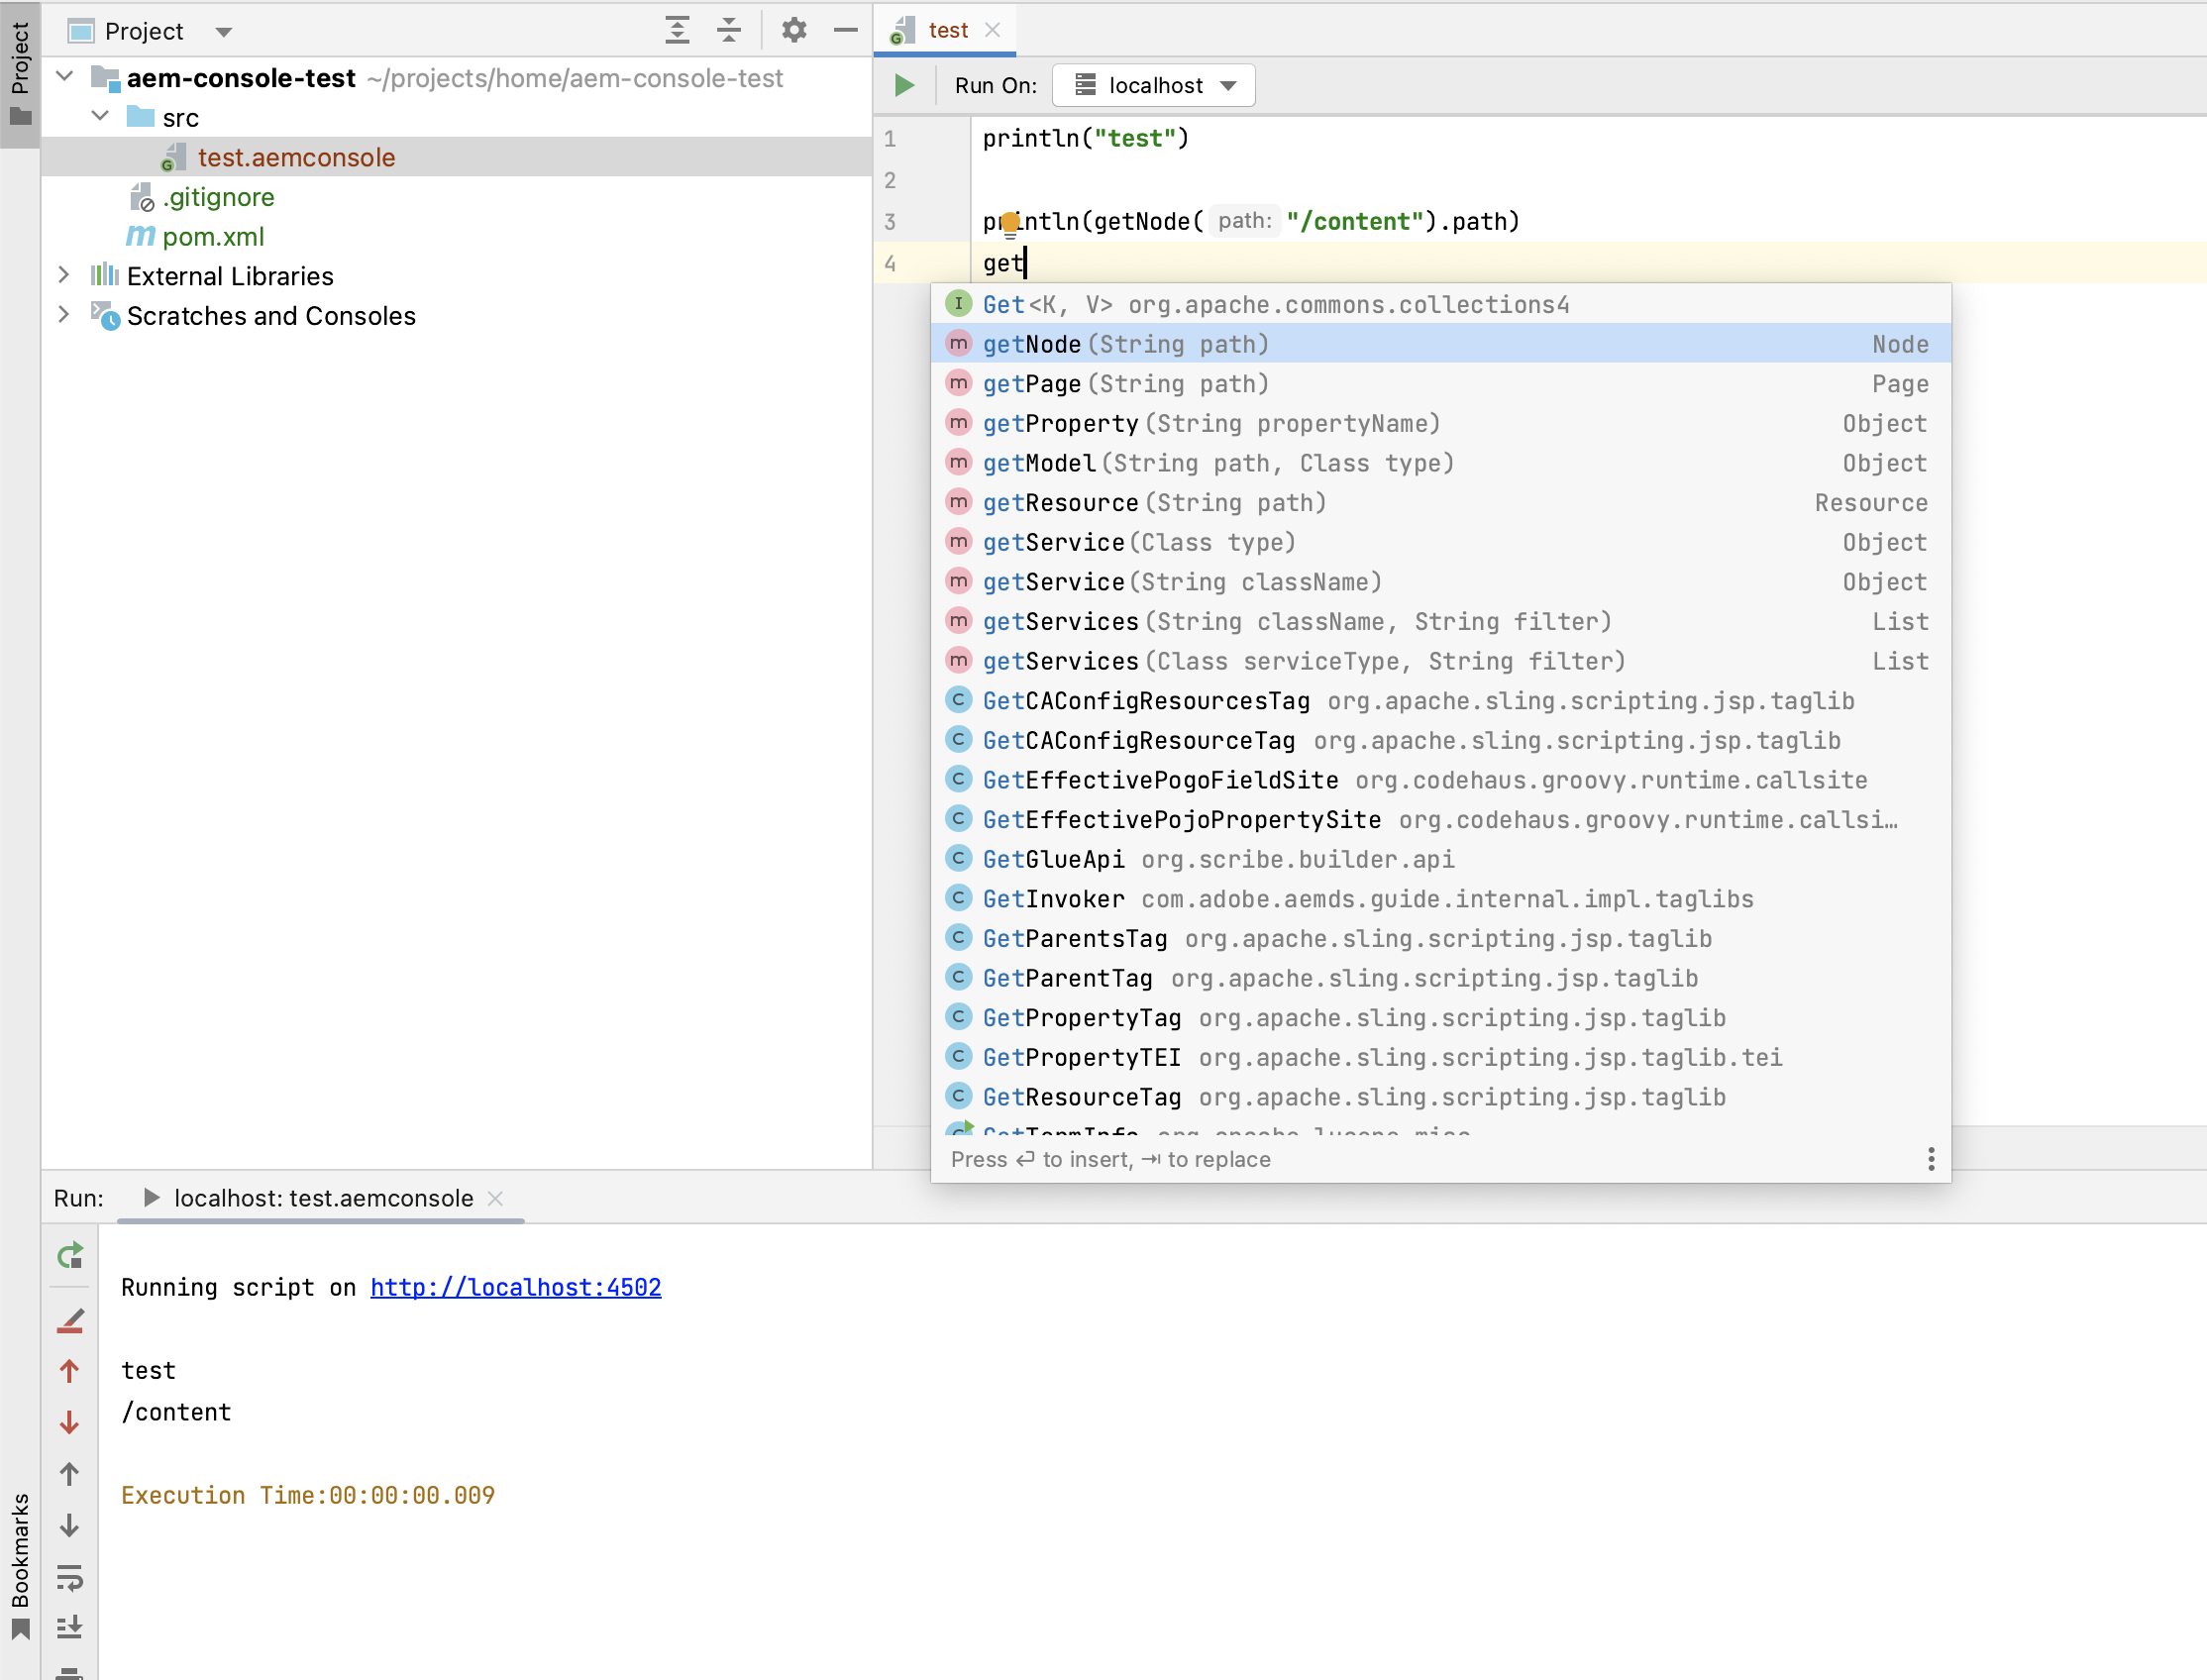 Project
Project
aem-console-test ~/projects/home/aem-console-test
src
test.aemconsole
.gitignore
pom.xml
External Libraries
Scratches and Consoles
test
Run On: localhost
1 println("test")
2
3 println(getNode( path: "/content").path)
4 get
Get<K, V> org.apache.commons.collections4
getNode(String path) Node
getPage(String path) Page
getProperty(String propertyName) Object
getModel(String path, Class type) Object
getResource(String path) Resource
getService(Class type) Object
getService(String className) Object
getServices(String className, String filter) List
getServices(Class serviceType, String filter) List
GetCAConfigResourcesTag org.apache.sling.scripting.jsp.taglib
GetCAConfigResourceTag org.apache.sling.scripting.jsp.taglib
GetEffectivePogoFieldSite org.codehaus.groovy.runtime.callsite
GetEffectivePojoPropertySite org.codehaus.groovy.runtime.callsi…
GetGlueApi org.scribe.builder.api
GetInvoker com.adobe.aemds.guide.internal.impl.taglibs
GetParentsTag org.apache.sling.scripting.jsp.taglib
GetParentTag org.apache.sling.scripting.jsp.taglib
GetPropertyTag org.apache.sling.scripting.jsp.taglib
GetPropertyTEI org.apache.sling.scripting.jsp.taglib.tei
GetResourceTag org.apache.sling.scripting.jsp.taglib
GetTermInfo org.apache.lucene.misc
Press ↵ to insert, ⇥ to replace
Run: localhost: test.aemconsole
Running script on http://localhost:4502
test
/content
Execution Time:00:00:00.009
Bookmarks